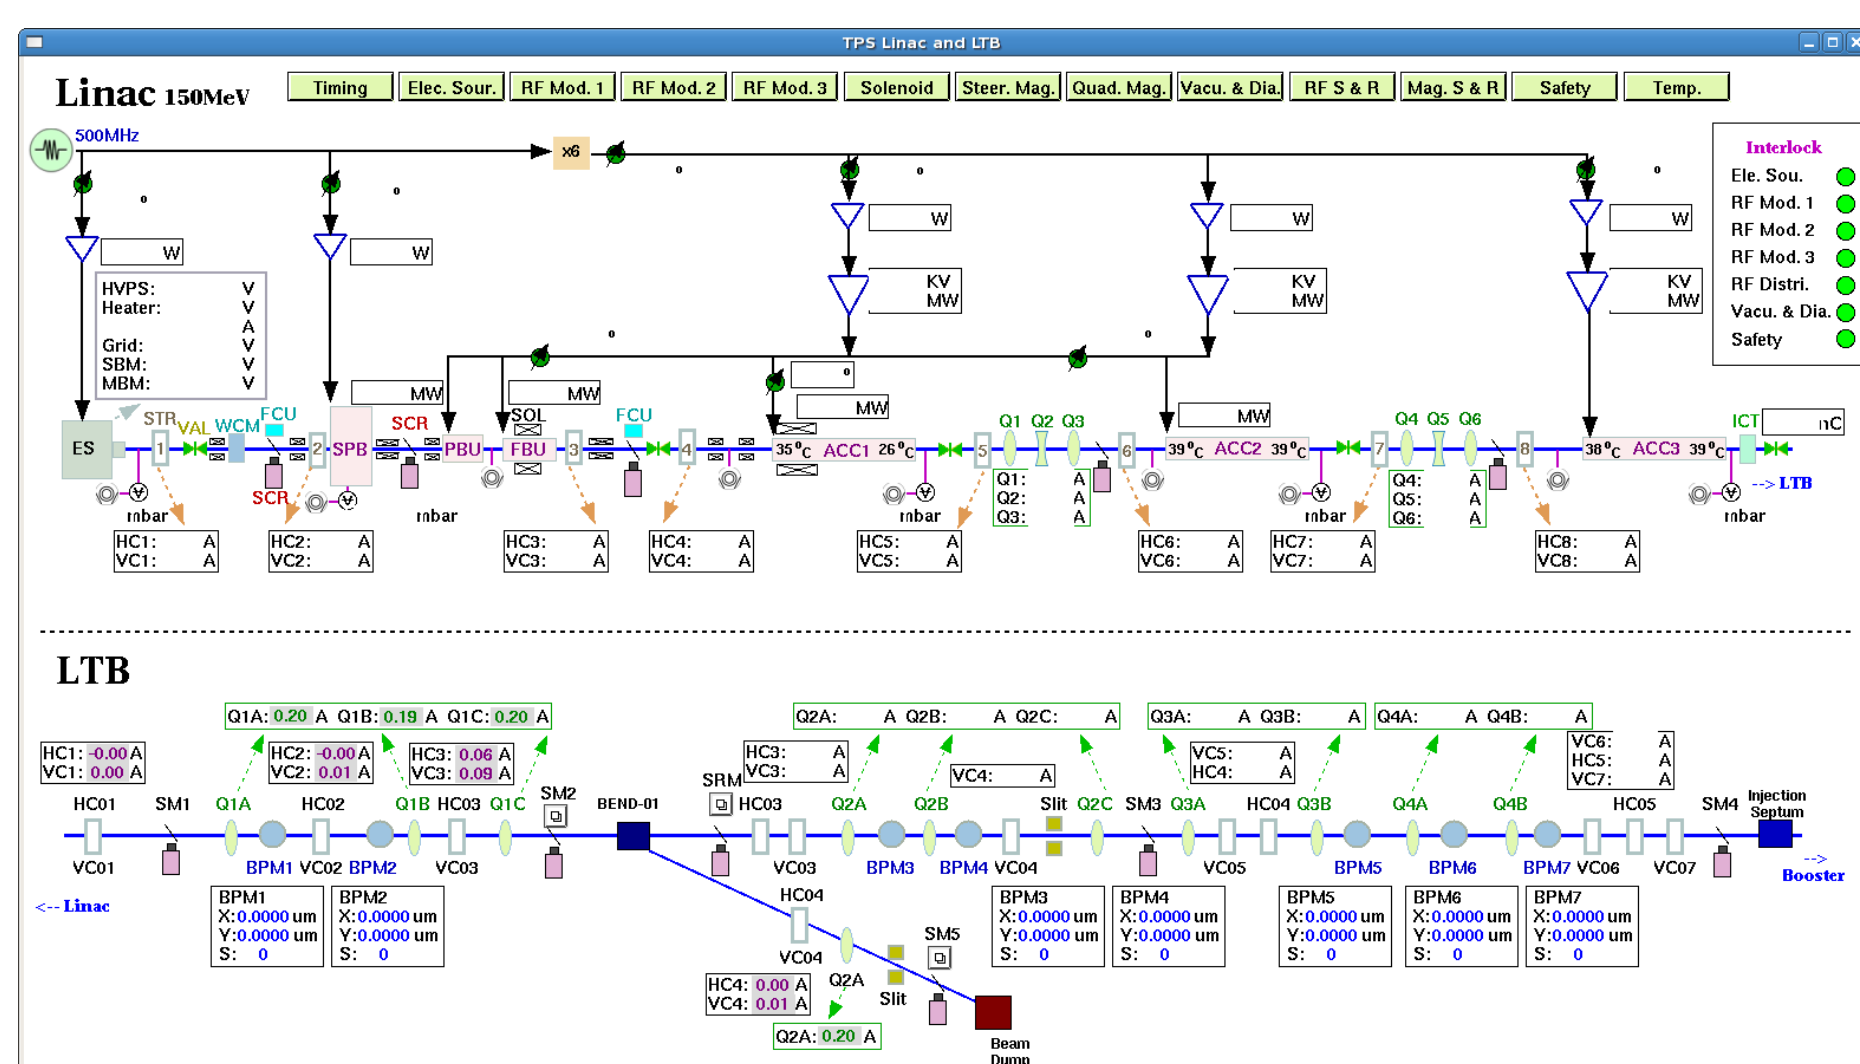 TPS Linac and LTB
Linac 150MeV
Timing Elec. Sour. RF Mod. 1 RF Mod. 2 RF Mod. 3 Solenoid Steer. Mag. Quad. Mag. Vacu. & Dia. RF S & R Mag. S & R Safety Temp.
500MHz
x6
Interlock
Ele. Sou.
RF Mod. 1
RF Mod. 2
RF Mod. 3
RF Distri.
Vacu. & Dia.
Safety
o o o o o
W W W W W
KV KV KV
MW MW MW
HVPS: V
Heater: V
A
Grid: V
SBM: V
MBM: V
o o
o
MW MW MW MW
STR VAL WCM FCU SCR SOL FCU Q1 Q2 Q3 Q4 Q5 Q6 ICT nC
ES 1 2 SPB PBU FBU 3 4 35°C ACC1 26°C 5 6 39°C ACC2 39°C 7 8 38°C ACC3 39°C
SCR
--> LTB
Q1: A
Q2: A
Q3: A
Q4: A
Q5: A
Q6: A
mbar mbar mbar mbar mbar
HC1: A HC2: A HC3: A HC4: A HC5: A HC6: A HC7: A HC8: A
VC1: A VC2: A VC3: A VC4: A VC5: A VC6: A VC7: A VC8: A
LTB
Q1A: 0.20 A Q1B: 0.19 A Q1C: 0.20 A Q2A: A Q2B: A Q2C: A Q3A: A Q3B: A Q4A: A Q4B: A
HC1: -0.00 A HC2: -0.00 A HC3: 0.06 A HC3: A
VC1: 0.00 A VC2: 0.01 A VC3: 0.09 A VC3: A
VC4: A
VC5: A
HC4: A
VC6: A
HC5: A
VC7: A
HC01 SM1 Q1A HC02 Q1B HC03 Q1C SM2 BEND-01 SRM HC03 Q2A Q2B Slit Q2C SM3 Q3A HC04 Q3B Q4A Q4B HC05 SM4 Injection
Septum
VC01 BPM1 VC02 BPM2 VC03 VC03 BPM3 BPM4 VC04 VC05 BPM5 BPM6 BPM7 VC06 VC07
-->
Booster
<-- Linac
BPM1 BPM2 BPM3 BPM4 BPM5 BPM6 BPM7
X:0.0000 um X:0.0000 um X:0.0000 um X:0.0000 um X:0.0000 um X:0.0000 um X:0.0000 um
Y:0.0000 um Y:0.0000 um Y:0.0000 um Y:0.0000 um Y:0.0000 um Y:0.0000 um Y:0.0000 um
S: 0 S: 0 S: 0 S: 0 S: 0 S: 0 S: 0
HC04
VC04
SM5
HC4: 0.00 A
VC4: 0.01 A
Q2A
Slit
Q2A: 0.20 A
Beam
Dump